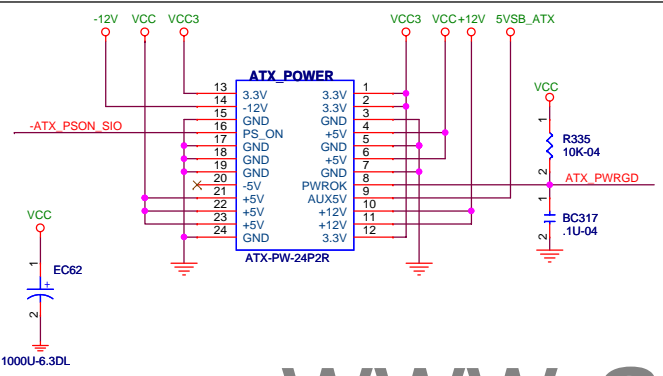 -12V VCC VCC3 VCC3 VCC +12V 5VSB_ATX
ATX_POWER
VCC
13 3.3V 3.3V 1
14 -12V 3.3V 2
15 GND GND 3
-ATX_PSON_SIO 16 PS_ON +5V 4
17 GND GND 5
18 GND +5V 6
19 GND GND 7
20 -5V PWROK 8
21 +5V AUX5 9
22 +5V +12V 10
23 +5V +12V 11
24 GND 3.3V 12
ATX-PW-24P2R
1
R335
10K-04
2
ATX_PWRGD
1
BC317
.1U-04
2
VCC
1
EC62
+
2
1000U-6.3DL